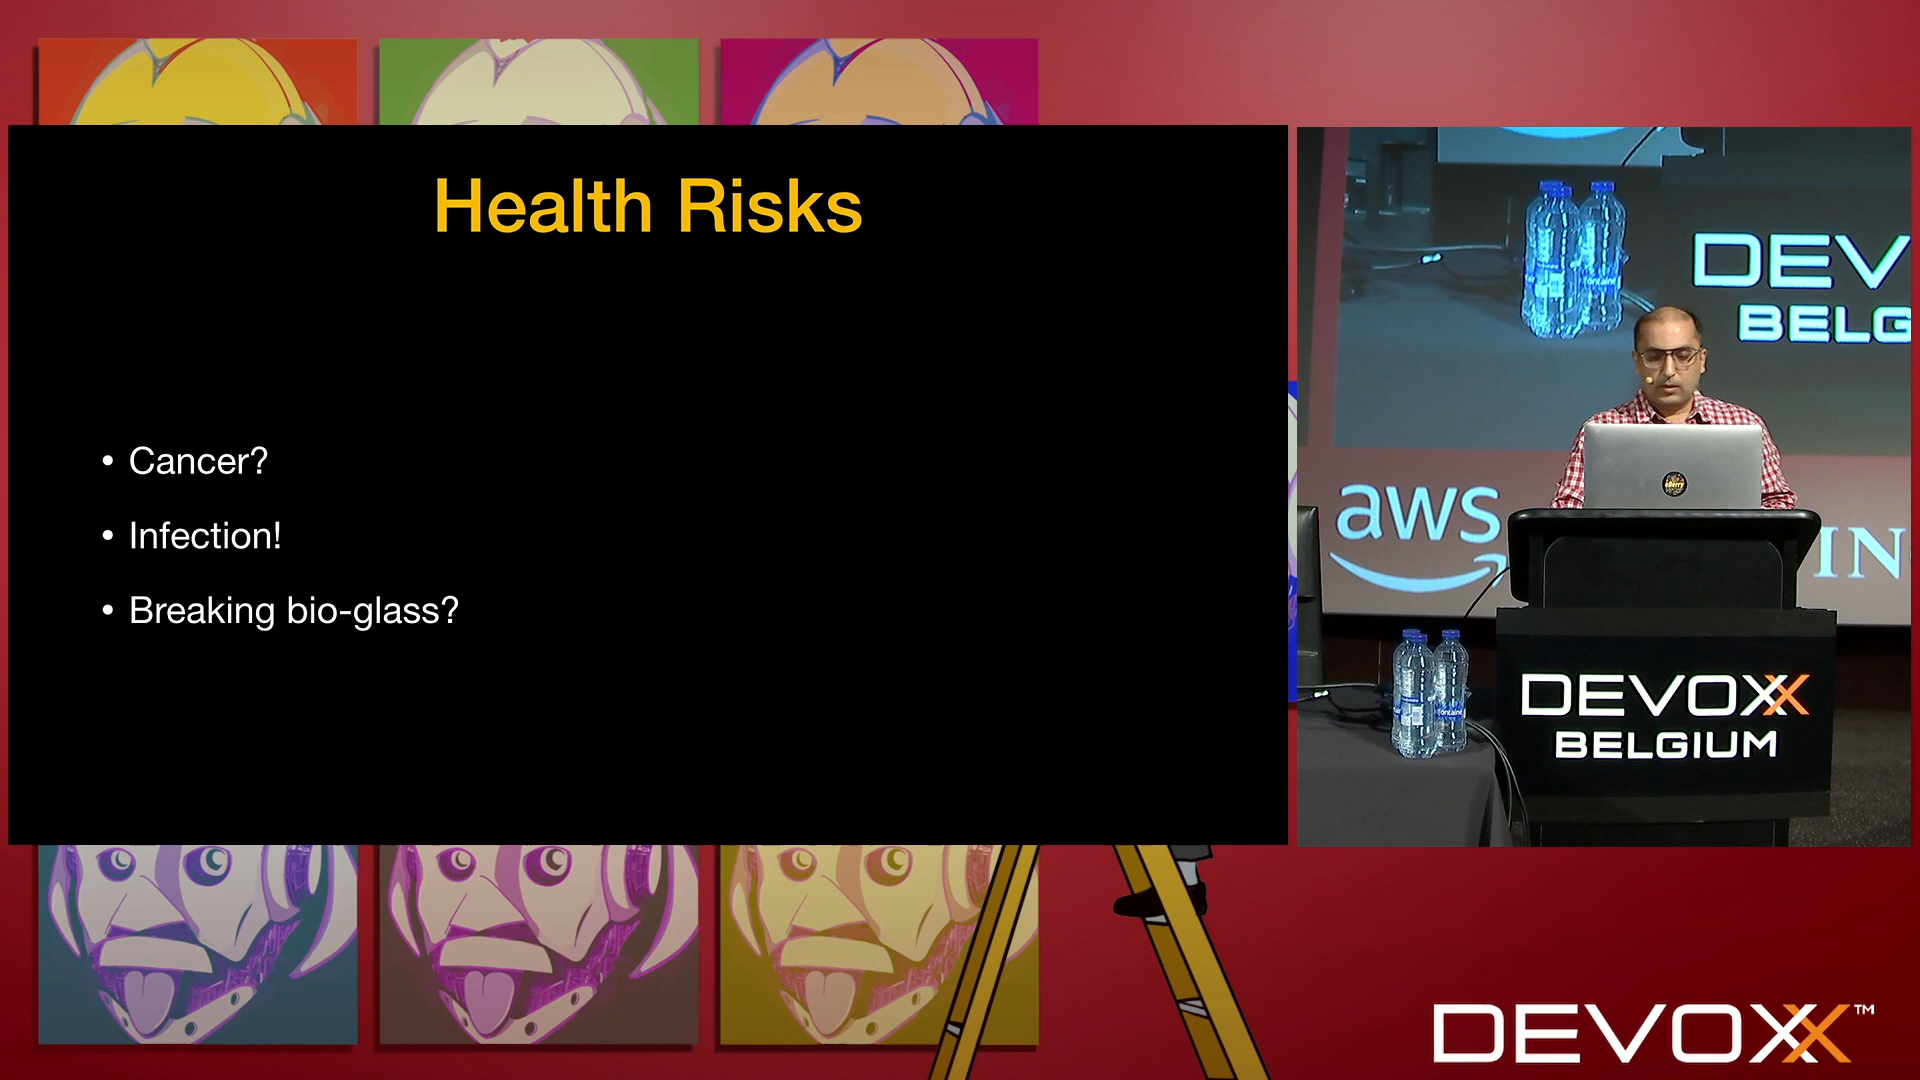 Health Risks
• Cancer?
• Infection!
• Breaking bio-glass?
DEV
BELG
aws
IN
DEVOXX
BELGIUM
DEVOXX™